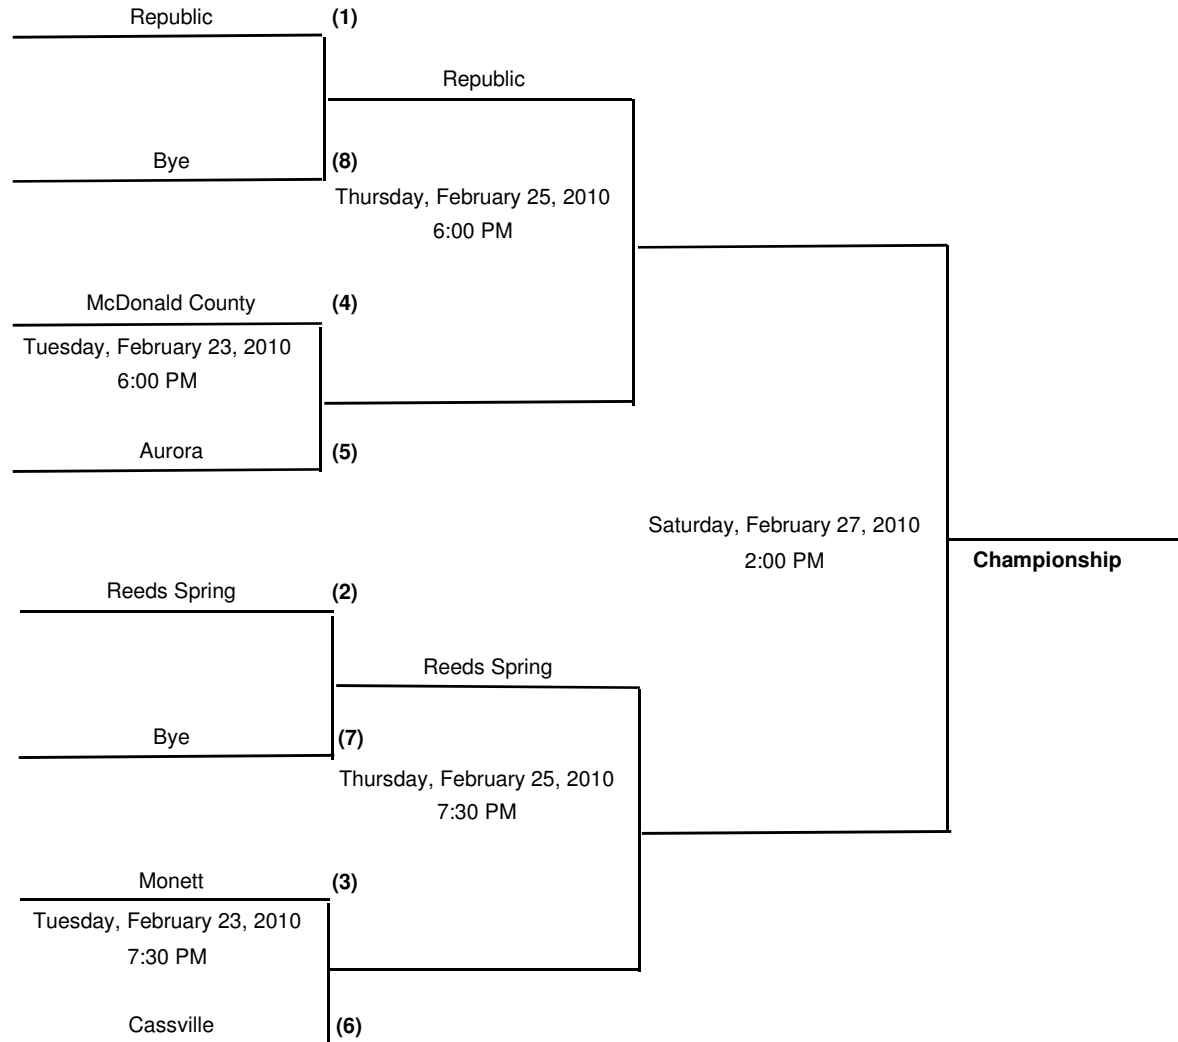 Republic (1)
Republic
Bye (8)
Thursday, February 25, 2010
6:00 PM
McDonald County (4)
Tuesday, February 23, 2010
6:00 PM
Aurora (5)
Saturday, February 27, 2010
2:00 PM
Championship
Reeds Spring (2)
Reeds Spring
Bye (7)
Thursday, February 25, 2010
7:30 PM
Monett (3)
Tuesday, February 23, 2010
7:30 PM
Cassville (6)